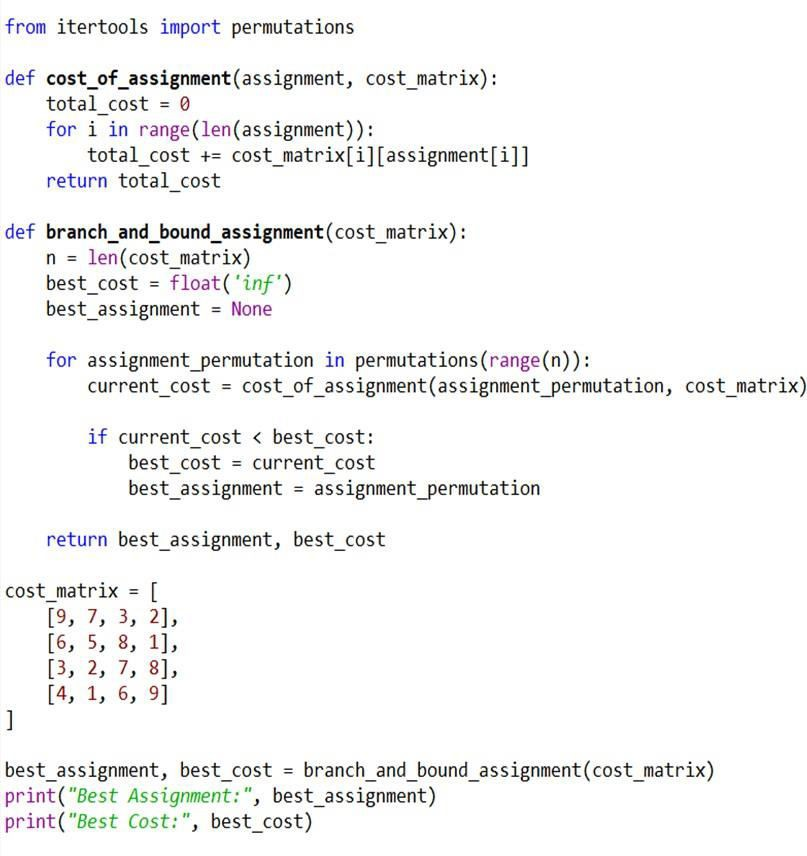 from itertools import permutations
def cost_of_assignment(assignment, cost_matrix):
    total_cost = 0
    for i in range(len(assignment)):
        total_cost += cost_matrix[i][assignment[i]]
    return total_cost
def branch_and_bound_assignment(cost_matrix):
    n = len(cost_matrix)
    best_cost = float('inf')
    best_assignment = None
    for assignment_permutation in permutations(range(n)):
        current_cost = cost_of_assignment(assignment_permutation, cost_matrix)
        if current_cost < best_cost:
            best_cost = current_cost
            best_assignment = assignment_permutation
    return best_assignment, best_cost
cost_matrix = [
    [9, 7, 3, 2],
    [6, 5, 8, 1],
    [3, 2, 7, 8],
    [4, 1, 6, 9]
]
best_assignment, best_cost = branch_and_bound_assignment(cost_matrix)
print("Best Assignment:", best_assignment)
print("Best Cost:", best_cost)